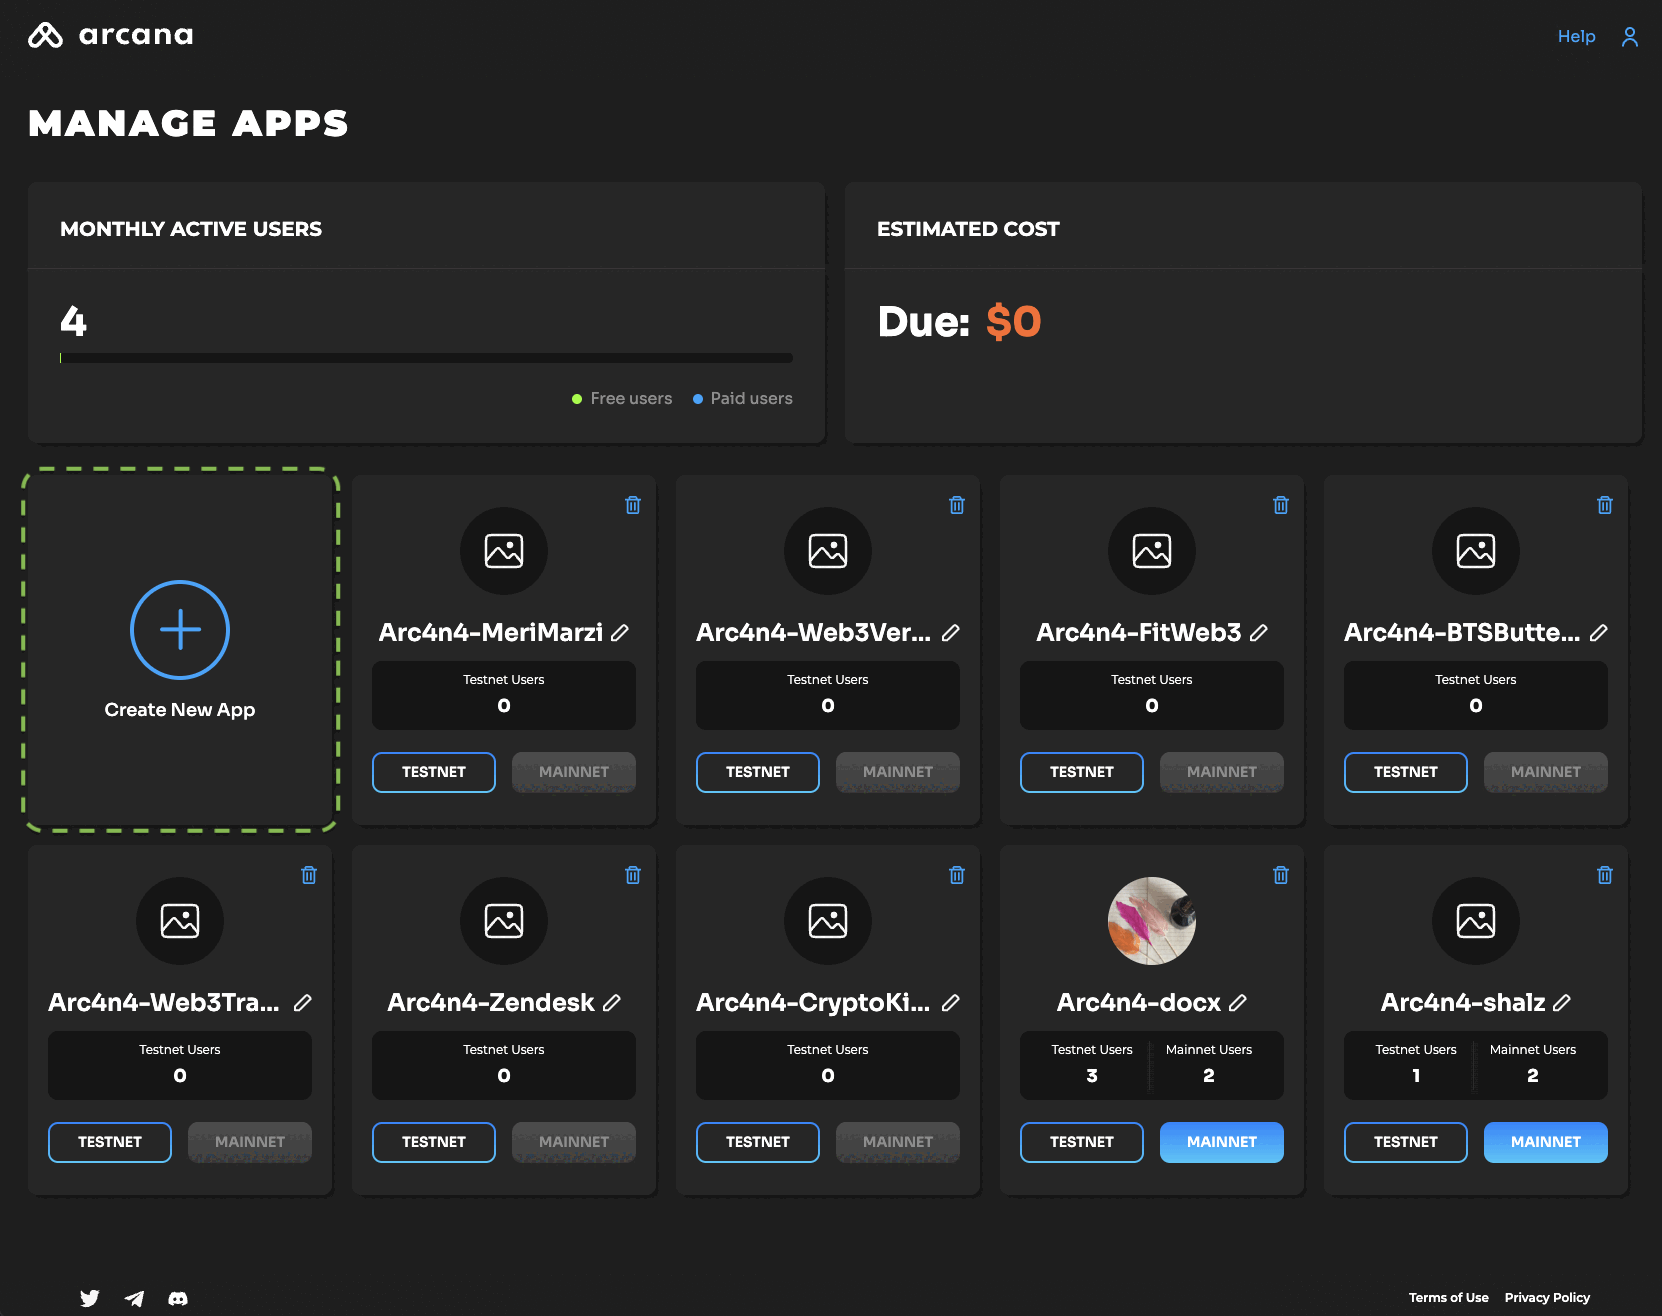 arcana
Help
MANAGE APPS
MONTHLY ACTIVE USERS
4
Free users
Paid users
ESTIMATED COST
Due: $0
Create New App
Arc4n4-MeriMarzi
Testnet Users
0
TESTNET
MAINNET
Arc4n4-Web3Ver...
Testnet Users
0
TESTNET
MAINNET
Arc4n4-FitWeb3
Testnet Users
0
TESTNET
MAINNET
Arc4n4-BTSButte...
Testnet Users
0
TESTNET
MAINNET
Arc4n4-Web3Tra...
Testnet Users
0
TESTNET
MAINNET
Arc4n4-Zendesk
Testnet Users
0
TESTNET
MAINNET
Arc4n4-CryptoKi...
Testnet Users
0
TESTNET
MAINNET
Arc4n4-docx
Testnet Users
3
Mainnet Users
2
TESTNET
MAINNET
Arc4n4-shalz
Testnet Users
1
Mainnet Users
2
TESTNET
MAINNET
Terms of Use
Privacy Policy